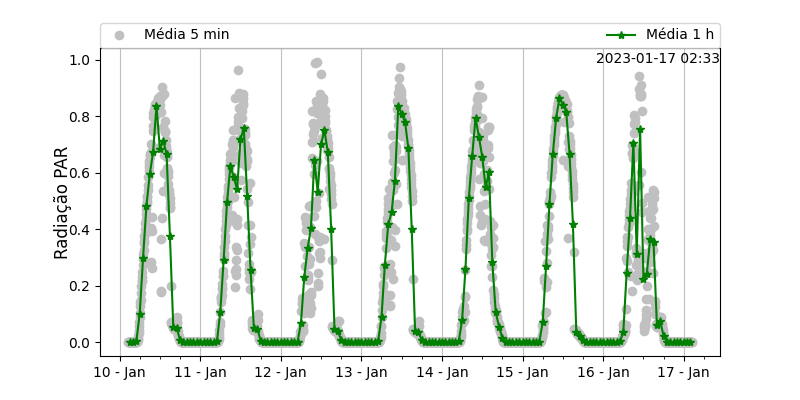 Média 5 min
Média 1 h
2023-01-17 02:33
Radiação PAR
1.0
0.8
0.6
0.4
0.2
0.0
10 - Jan
11 - Jan
12 - Jan
13 - Jan
14 - Jan
15 - Jan
16 - Jan
17 - Jan